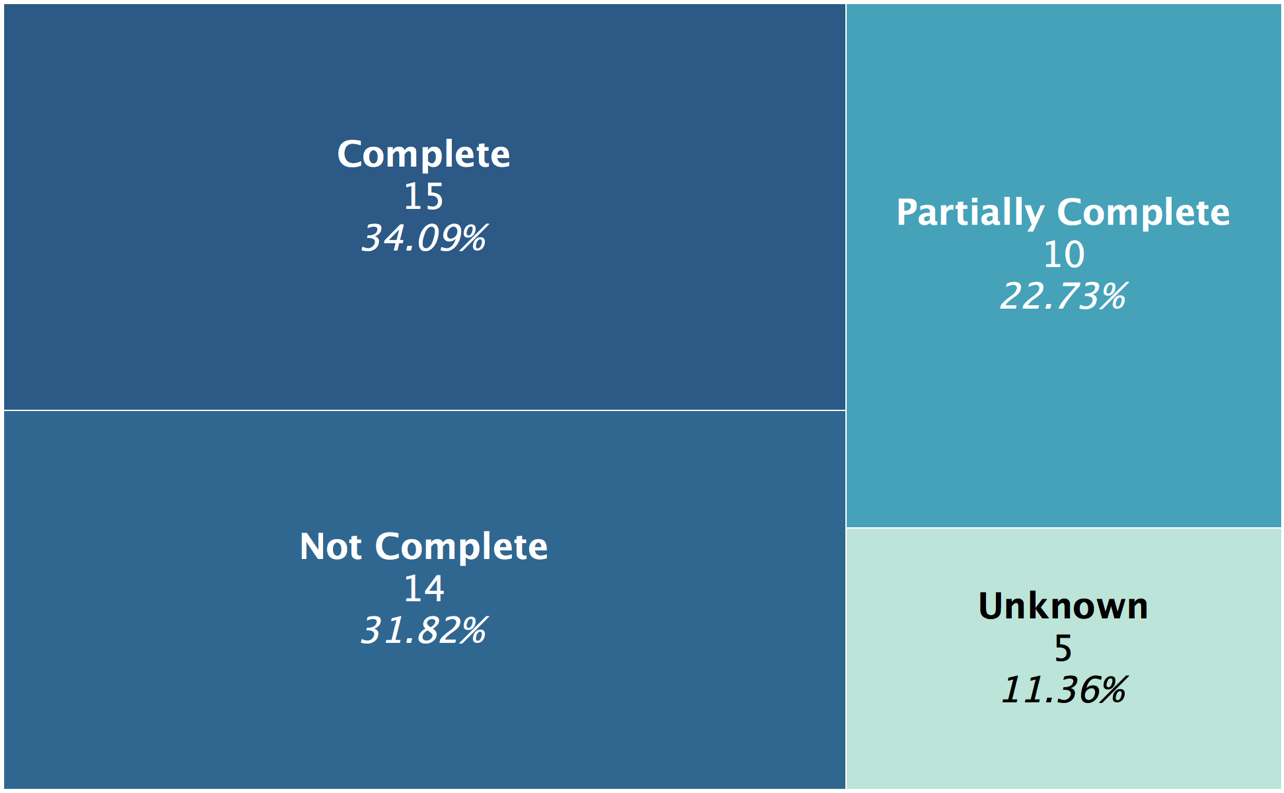 Complete
15
34.09%
Partially Complete
10
22.73%
Not Complete
14
31.82%
Unknown
5
11.36%